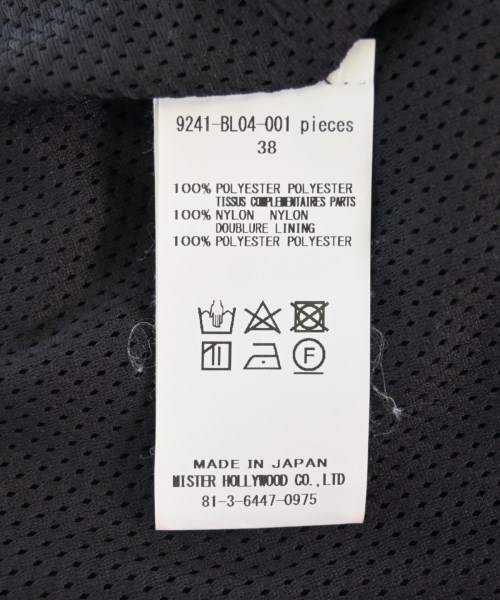 9241-BL04-001 pieces
38
100% POLYESTER POLYESTER
TISSUS COMPLEMENTAIRES PARTS
100% NYLON NYLON
DOUBLURE LINING
100% POLYESTER POLYESTER
F
MADE IN JAPAN
MISTER HOLLYWOOD CO.,LTD
81-3-6447-0975